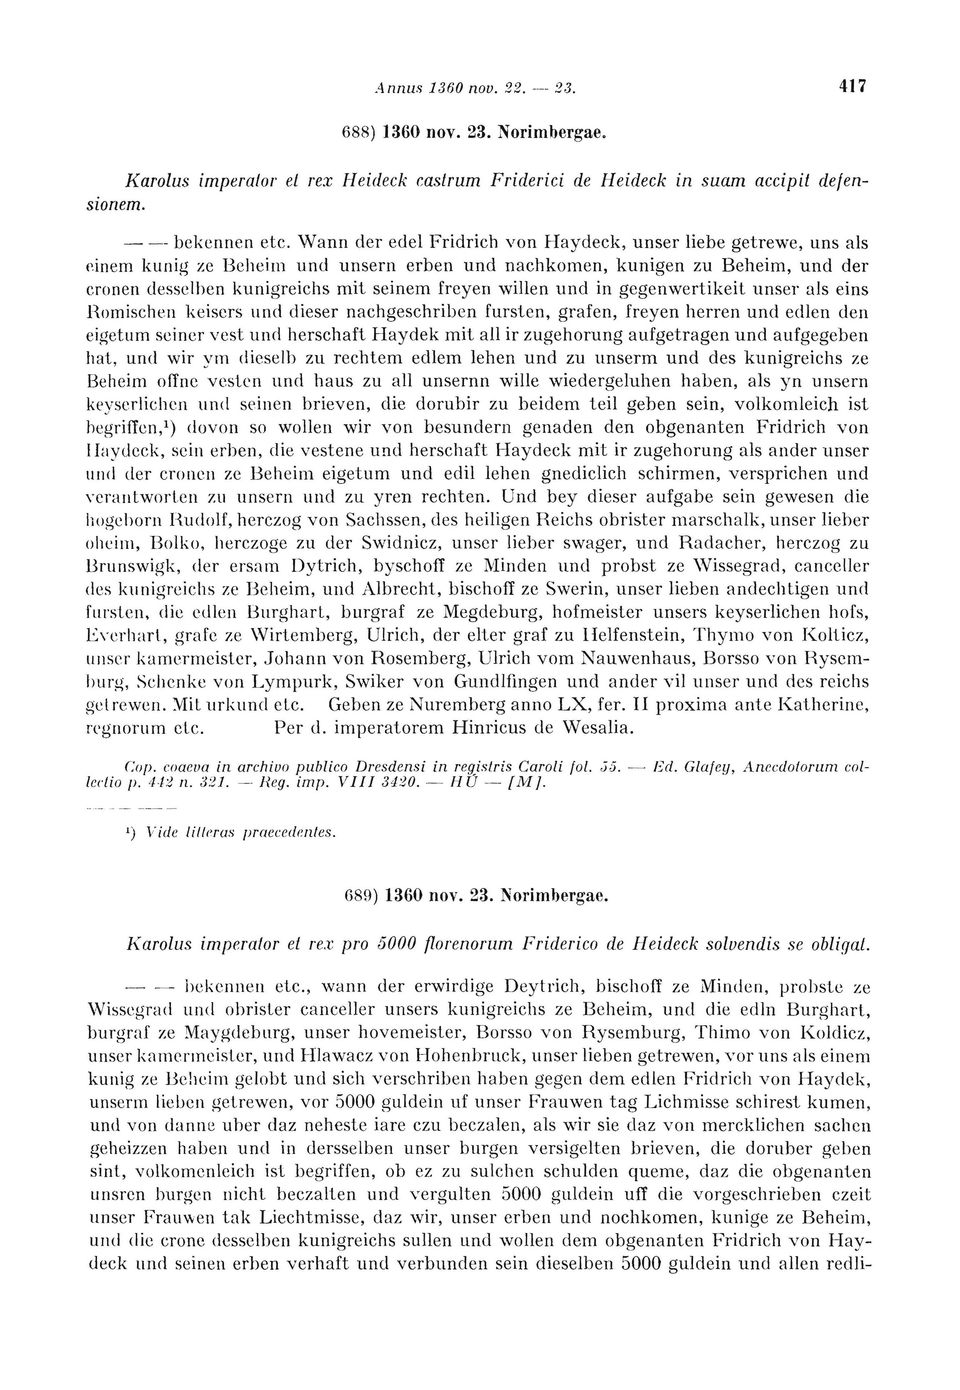 Annus 1360 nov. 22. — 23. 417
688) 1360 nov. 23. Norimbergae.
Karolus imperator et rex Heideck castrum Friderici de Heideck in suam accipit defen-
sionem.
— — bekennen etc. Wann der edel Fridrich von Haydeck, unser liebe getrewe, uns als
einem kunig ze Beheim und unsern erben und nachkomen, kunigen zu Beheim, und der
cronen desselben kunigreichs mit seinem freyen willen und in gegenwertikeit unser als eins
Romischen keisers und dieser nachgeschriben fursten, grafen, freyen herren und edlen den
eigetum seiner vest und herschaft Haydek mit all ir zugehorung aufgetragen und aufgegeben
hat, und wir ym dieselb zu rechtem edlem lehen und zu unserm und des kunigreichs ze
Beheim offne vesten und haus zu all unsernn wille wiedergeluhen haben, als yn unsern
keyserlichen und seinen brieven, die dorubir zu beidem teil geben sein, volkomleich ist
begriffen,¹) dovon so wollen wir von besundern genaden den obgenanten Fridrich von
Haydeck, sein erben, die vestene und herschaft Haydeck mit ir zugehorung als ander unser
und der cronen ze Beheim eigetum und edil lehen gnediclich schirmen, versprichen und
verantworten zu unsern und zu yren rechten. Und bey dieser aufgabe sein gewesen die
hogeborn Rudolf, herczog von Sachssen, des heiligen Reichs obrister marschalk, unser lieber
oheim, Bolko, herczoge zu der Swidnicz, unser lieber swager, und Radacher, herczog zu
Brunswigk, der ersam Dytrich, byschoff ze Minden und probst ze Wissegrad, canceller
des kunigreichs ze Beheim, und Albrecht, bischoff ze Swerin, unser lieben andechtigen und
fursten, die edlen Burghart, burgraf ze Megdeburg, hofmeister unsers keyserlichen hofs,
Everhart, grafe ze Wirtemberg, Ulrich, der elter graf zu Helfenstein, Thymo von Kolticz,
unser kamermeister, Johann von Rosemberg, Ulrich vom Nauwenhaus, Borsso von Rysem-
burg, Schenke von Lympurk, Swiker von Gundlfingen und ander vil unser und des reichs
getrewen. Mit urkund etc. Geben ze Nuremberg anno LX, fer. II proxima ante Katherine,
regnorum etc. Per d. imperatorem Hinricus de Wesalia.
Cop. coaeva in archivo publico Dresdensi in registris Caroli fol. 55. — Ed. Glafey, Anecdotorum col-
lectio p. 442 n. 321. — Reg. imp. VIII 3420. — HÜ — [M].
¹) Vide litteras praecedentes.
689) 1360 nov. 23. Norimbergae.
Karolus imperator et rex pro 5000 florenorum Friderico de Heideck solvendis se obligat.
— — bekennen etc., wann der erwirdige Deytrich, bischoff ze Minden, probste ze
Wissegrad und obrister canceller unsers kunigreichs ze Beheim, und die edln Burghart,
burgraf ze Maygdeburg, unser hovemeister, Borsso von Rysemburg, Thimo von Koldicz,
unser kamermeister, und Hlawacz von Hohenbruck, unser lieben getrewen, vor uns als einem
kunig ze Beheim gelobt und sich verschriben haben gegen dem edlen Fridrich von Haydek,
unserm lieben getrewen, vor 5000 guldein uf unser Frauwen tag Lichmisse schirest kumen,
und von danne uber daz neheste iare czu beczalen, als wir sie daz von mercklichen sachen
geheizzen haben und in dersselben unser burgen versigelten brieven, die doruber geben
sint, volkomenleich ist begriffen, ob ez zu sulchen schulden queme, daz die obgenanten
unsren burgen nicht beczalten und vergulten 5000 guldein uff die vorgeschrieben czeit
unser Frauwen tak Liechtmisse, daz wir, unser erben und nochkomen, kunige ze Beheim,
und die crone desselben kunigreichs sullen und wollen dem obgenanten Fridrich von Hay-
deck und seinen erben verhaft und verbunden sein dieselben 5000 guldein und allen redli-